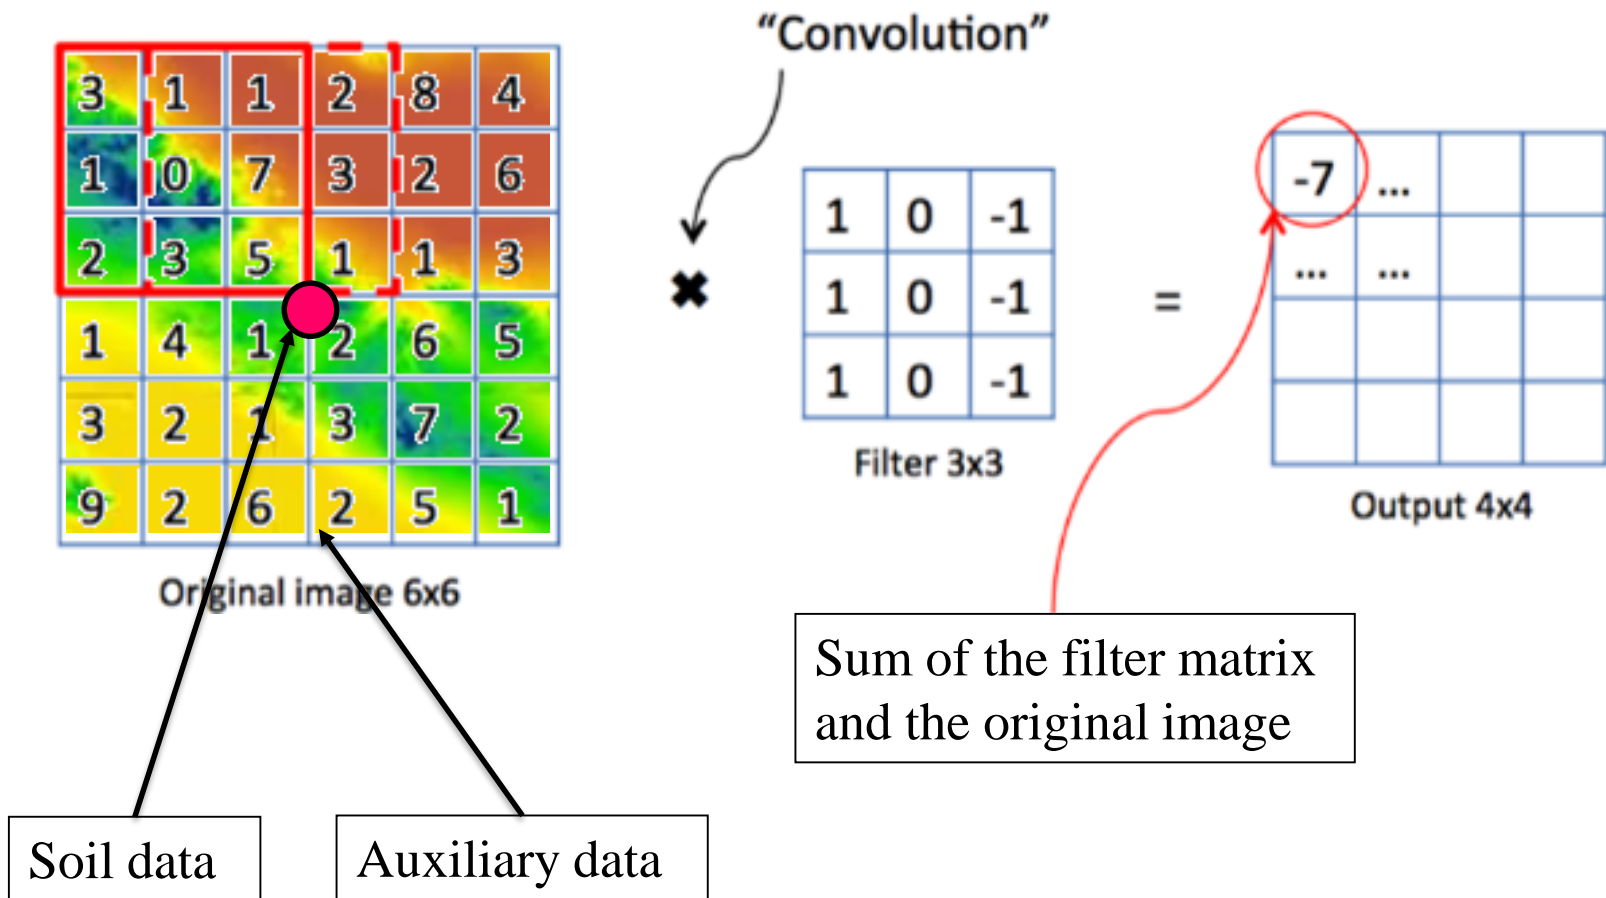 “Convolution”
3 1 1 2 8 4
1 0 7 3 2 6
2 3 5 1 1 3
1 4 1 2 6 5
3 2 1 3 7 2
9 2 6 2 5 1
Original image 6x6
✖
1 0 -1
1 0 -1
1 0 -1
Filter 3x3
=
-7 ...
... ...
Output 4x4
Sum of the filter matrix
and the original image
Soil data
Auxiliary data